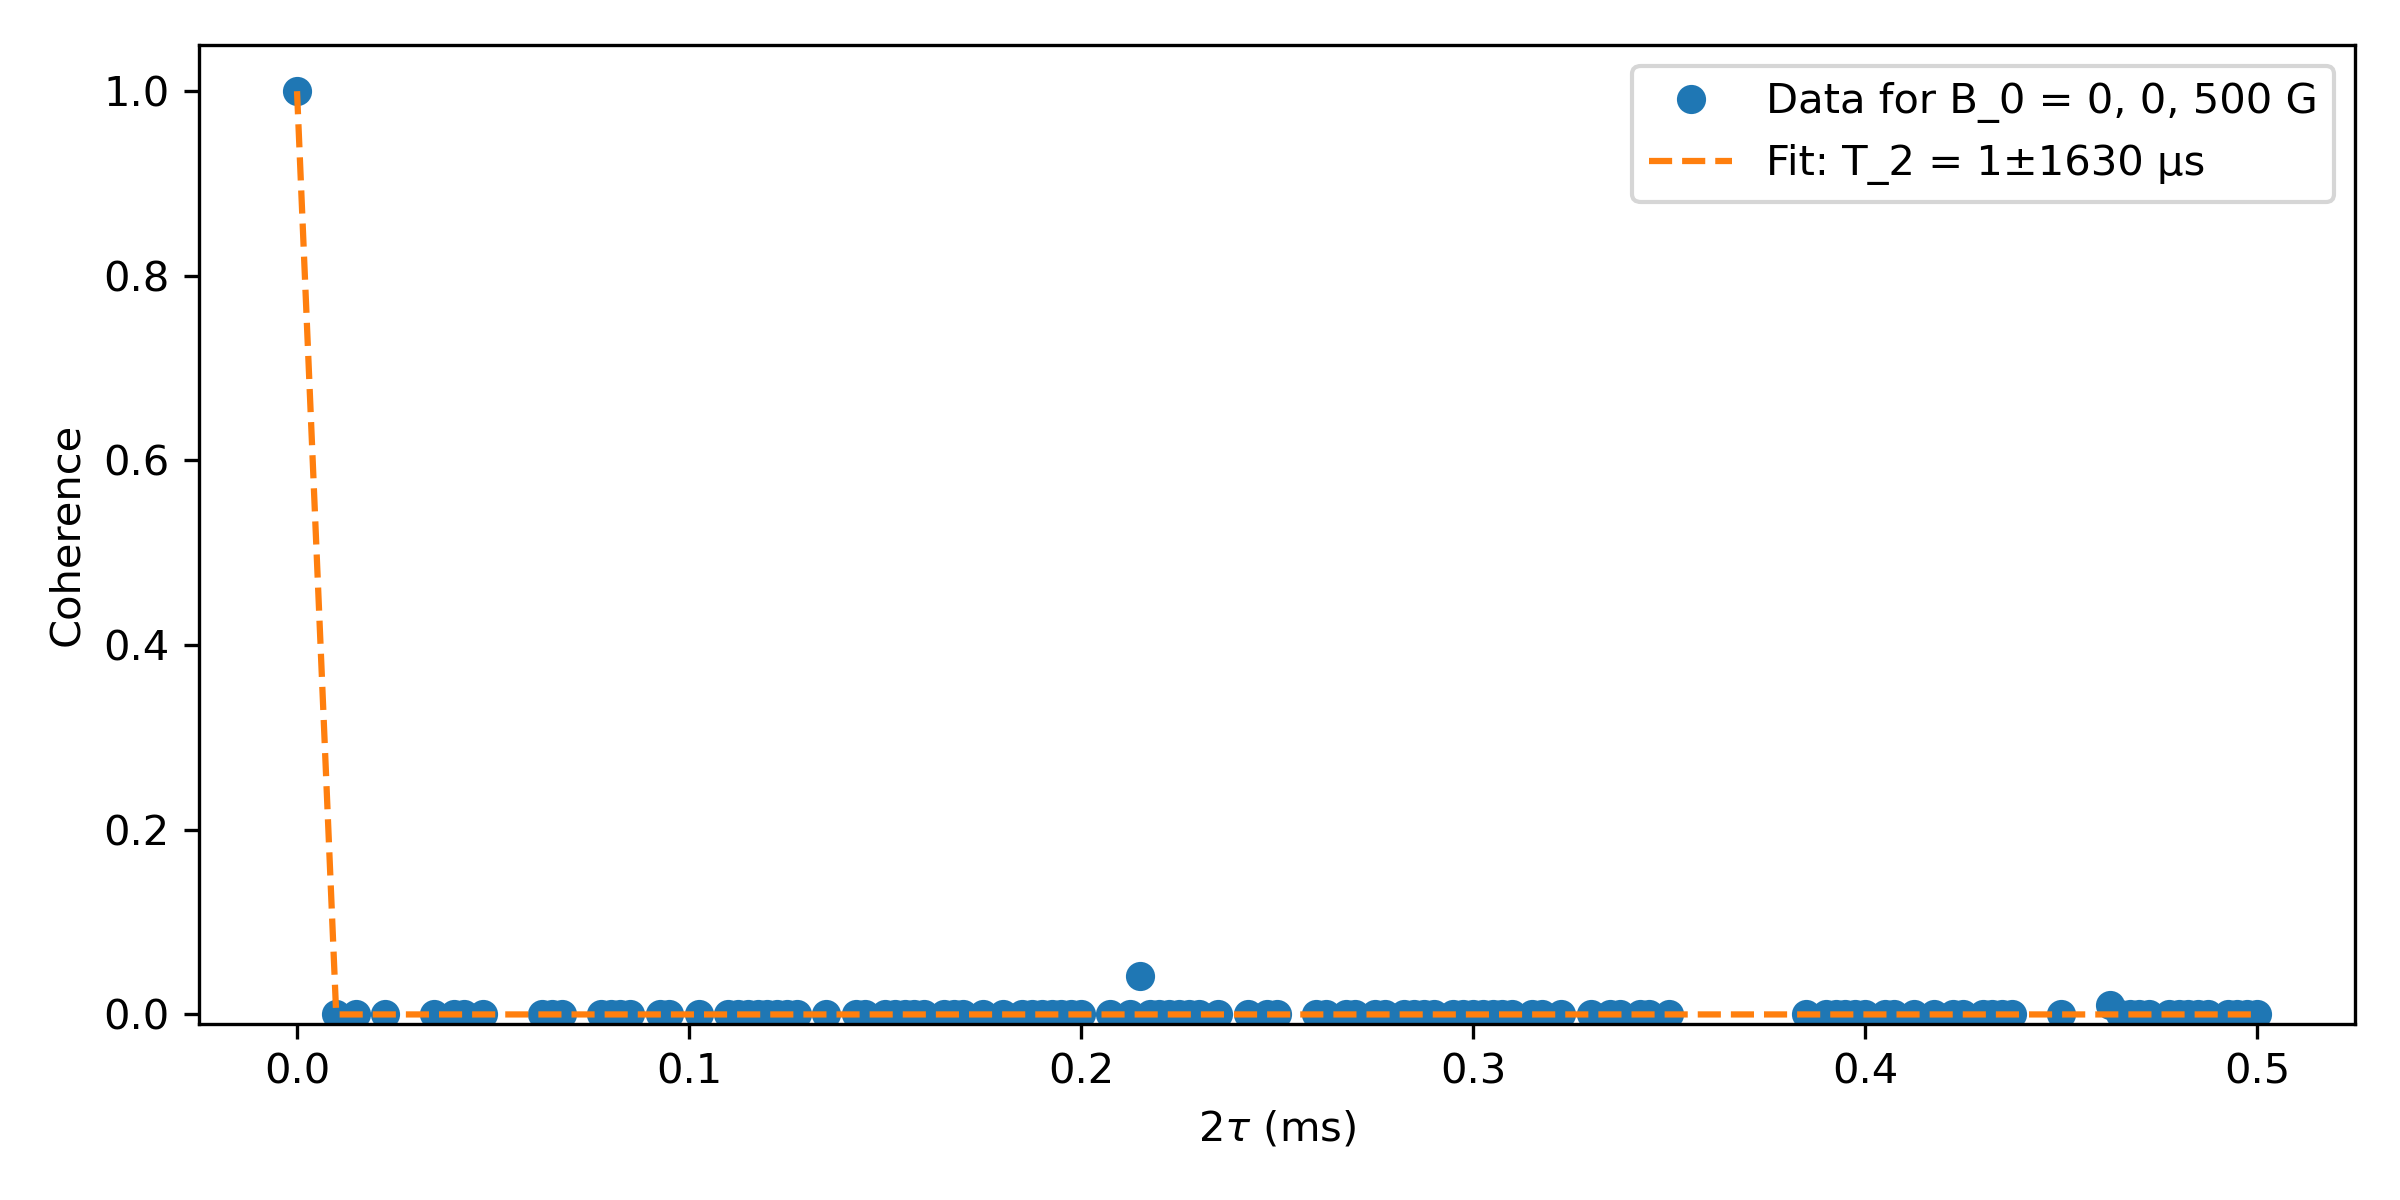 Data for B_0 = 0, 0, 500 G
Fit: T_2 = 1±1630 µs
1.0
0.8
0.6
0.4
0.2
0.0
Coherence
0.0 0.1 0.2 0.3 0.4 0.5
2τ (ms)